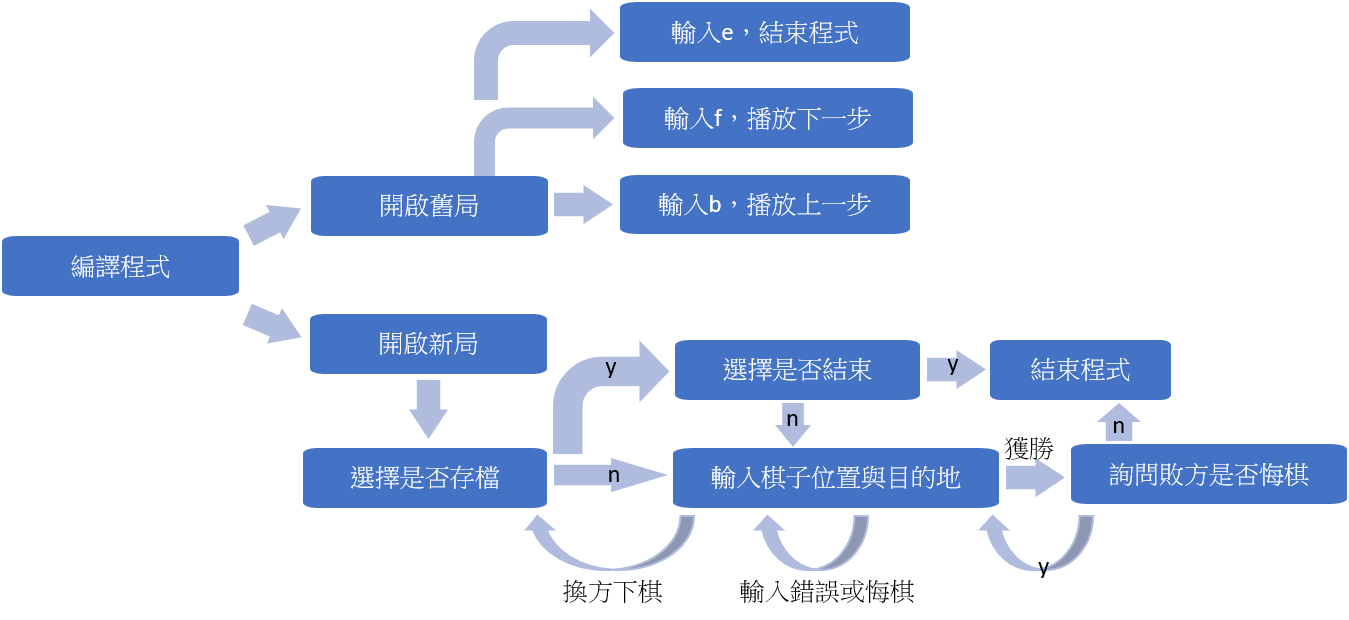 輸入e，結束程式
輸入f，播放下一步
開啟舊局
輸入b，播放上一步
編譯程式
開啟新局
y
選擇是否結束
y
結束程式
n
n
獲勝
選擇是否存檔
n
輸入棋子位置與目的地
詢問敗方是否悔棋
y
換方下棋
輸入錯誤或悔棋